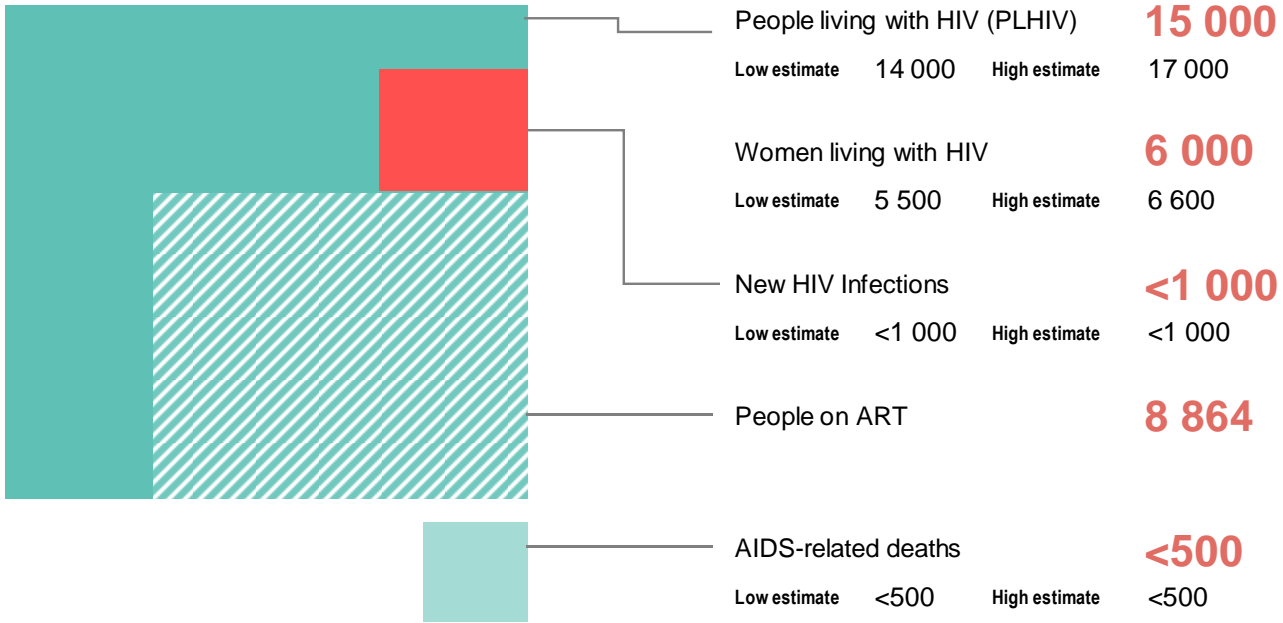 People living with HIV (PLHIV) 15 000
Low estimate 14 000 High estimate 17 000
Women living with HIV 6 000
Low estimate 5 500 High estimate 6 600
New HIV Infections <1 000
Low estimate <1 000 High estimate <1 000
People on ART 8 864
AIDS-related deaths <500
Low estimate <500 High estimate <500